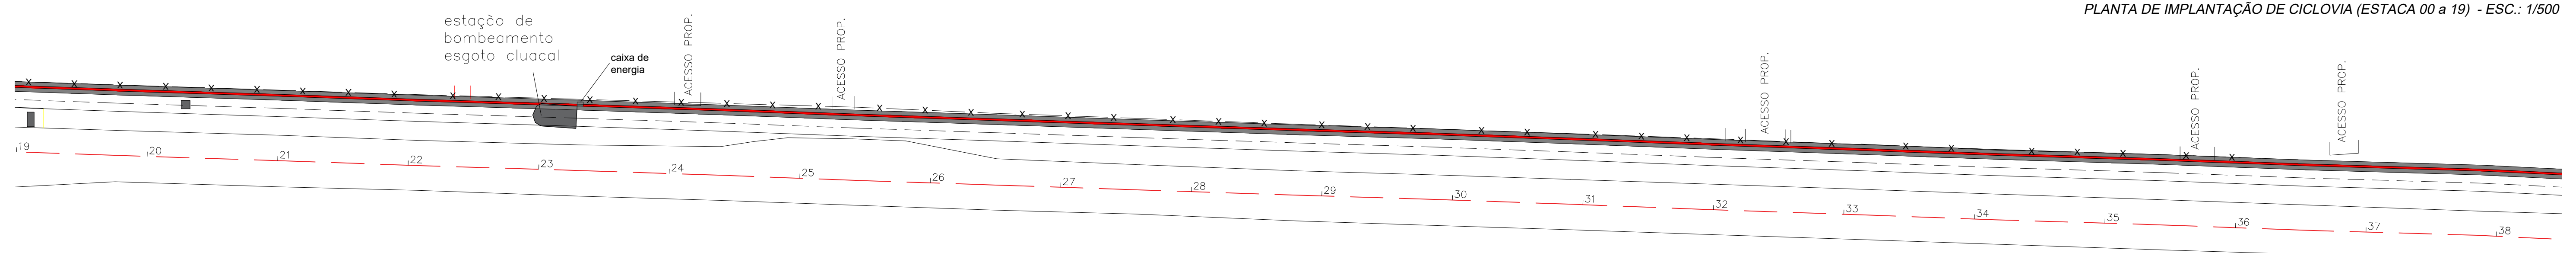 PLANTA DE IMPLANTAÇÃO DE CICLOVIA (ESTACA 00 a 19) - ESC.: 1/500
estação de
bombeamento
esgoto cluacal
caixa de
energia
ACESSO PROP.
ACESSO PROP.
ACESSO PROP.
ACESSO PROP.
ACESSO PROP.
19
20
21
22
23
24
25
26
27
28
29
30
31
32
33
34
35
36
37
38